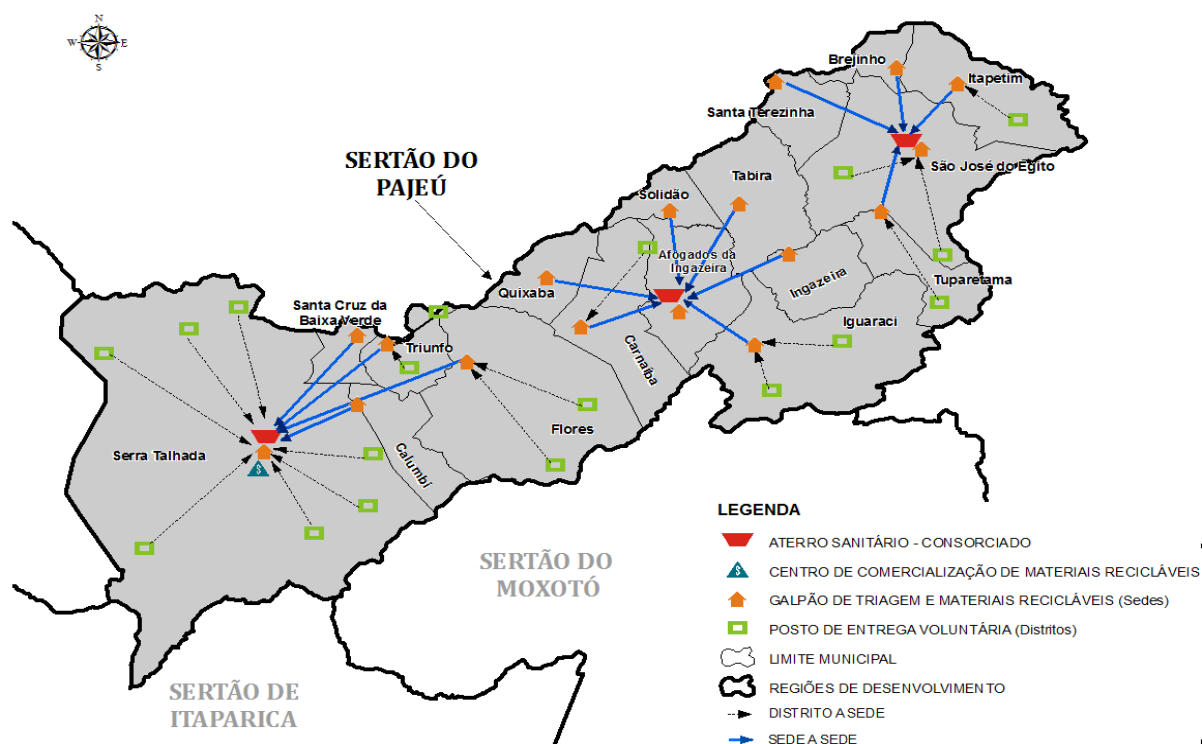 N
W
E
S
Brejinho
Itapetim
Santa Terezinha
SERTÃO DO
PAJEÚ
São José do Egito
Tabira
Solidão
Afogados da
Ingazeira
Quixaba
Ingazeira
Tuparetama
Santa Cruz da
Baixa Verde
Iguaraci
Triunfo
Carnaíba
Flores
Serra Talhada
Calumbi
$
SERTÃO DO
MOXOTÓ
SERTÃO DE
ITAPARICA
LEGENDA
ATERRO SANITÁRIO - CONSORCIADO
$ CENTRO DE COMERCIALIZAÇÃO DE MATERIAIS RECICLÁVEIS
GALPÃO DE TRIAGEM E MATERIAIS RECICLÁVEIS (Sedes)
POSTO DE ENTREGA VOLUNTÁRIA (Distritos)
LIMITE MUNICIPAL
REGIÕES DE DESENVOLVIMENTO
DISTRITO A SEDE
SEDE A SEDE